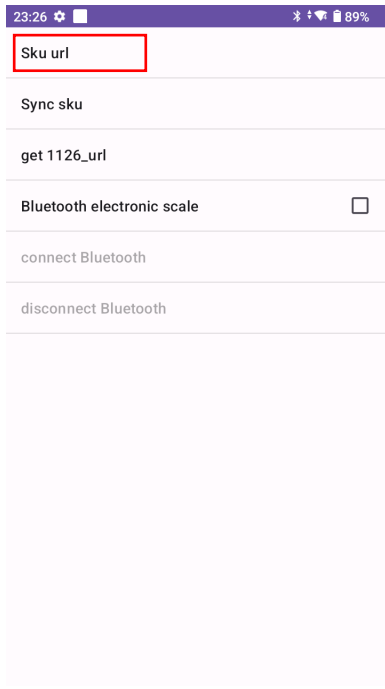 23:26 89%
Sku url
Sync sku
get 1126_url
Bluetooth electronic scale
connect Bluetooth
disconnect Bluetooth